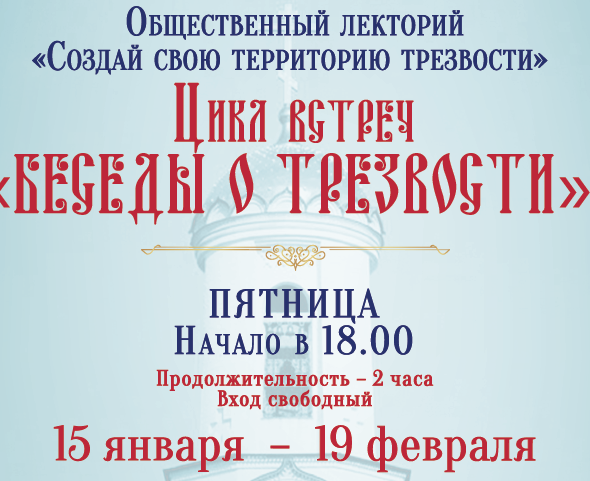 Общественный лекторий
«Создай свою территорию трезвости»
Цикл встреч
«БЕСЕДЫ О ТРЕЗВОСТИ»
ПЯТНИЦА
Начало в 18.00
Продолжительность – 2 часа
Вход свободный
15 января – 19 февраля